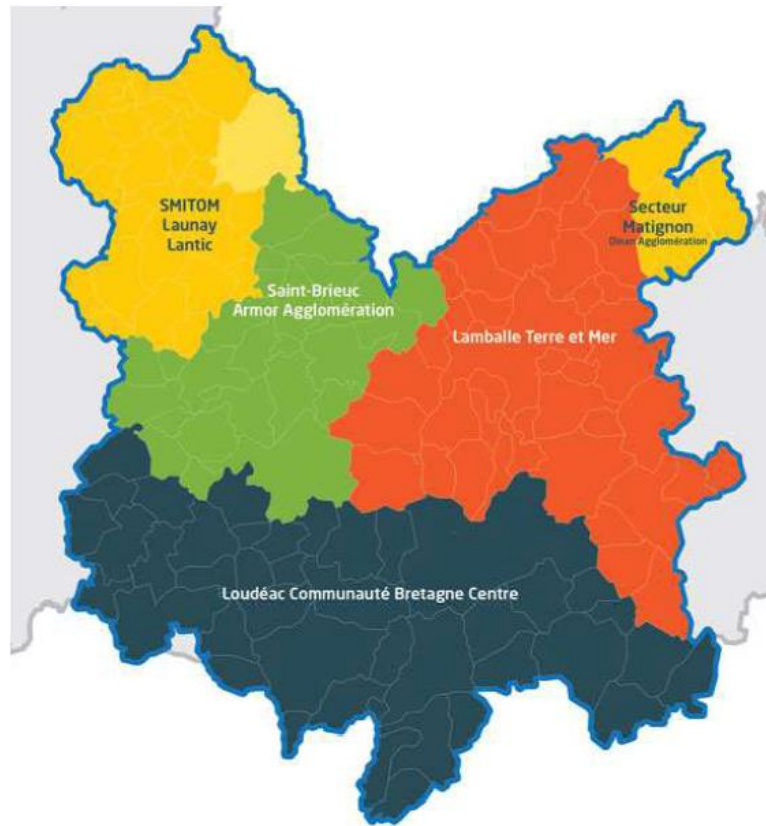 SMITOM
Launay
Lantic
Secteur
Matignon
Dinan Agglomération
Saint-Brieuc
Armor Agglomération
Lamballe Terre et Mer
Loudéac Communauté Bretagne Centre